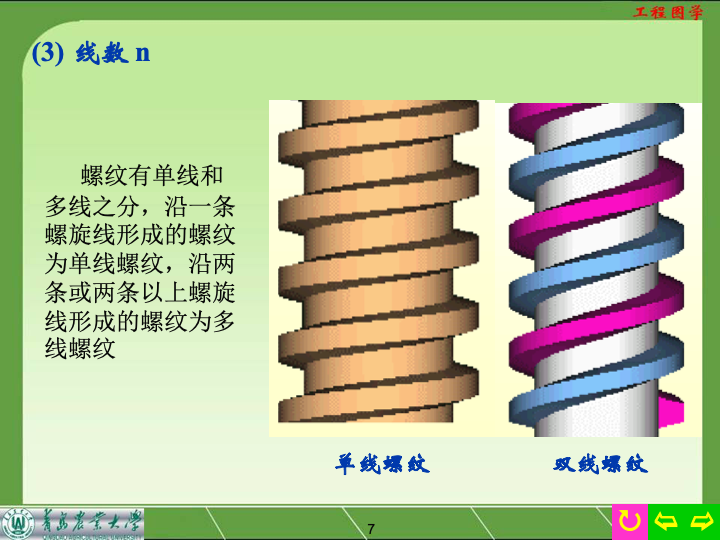 工程图学
(3) 线数 n
螺纹有单线和
多线之分，沿一条
螺旋线形成的螺纹
为单线螺纹，沿两
条或两条以上螺旋
线形成的螺纹为多
线螺纹
单线螺纹
双线螺纹
青岛农业大学
7